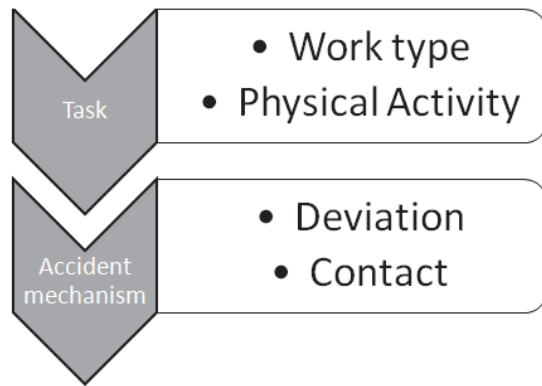 Task
• Work type
• Physical Activity
Accident
mechanism
• Deviation
• Contact